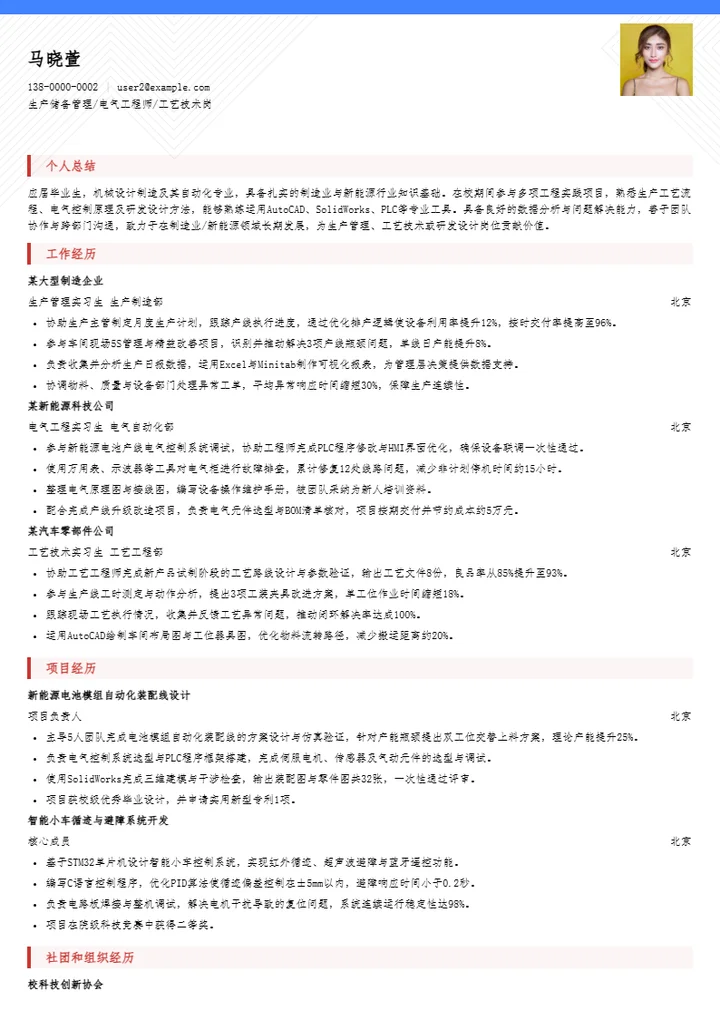 马晓萱
138-0000-0002 | user2@example.com
生产储备管理/电气工程师/工艺技术岗
个人总结
应届毕业生，机械设计制造及其自动化专业，具备扎实的制造业与新能源行业知识基础。在校期间参与多项工程实践项目，熟悉生产工艺流
程、电气控制原理及研发设计方法，能够熟练运用AutoCAD、SolidWorks、PLC等专业工具。具备良好的数据分析与问题解决能力，善于团队
协作与跨部门沟通，致力于在制造业/新能源领域长期发展，为生产管理、工艺技术或研发设计岗位贡献价值。
工作经历
某大型制造企业
生产管理实习生 生产制造部 北京
• 协助生产主管制定月度生产计划，跟踪产线执行进度，通过优化排产逻辑使设备利用率提升12%，按时交付率提高至96%。
• 参与车间现场5S管理与精益改善项目，识别并推动解决3项产线瓶颈问题，单线日产能提升8%。
• 负责收集并分析生产日报数据，运用Excel与Minitab制作可视化报表，为管理层决策提供数据支持。
• 协调物料、质量与设备部门处理异常工单，平均异常响应时间缩短30%，保障生产连续性。
某新能源科技公司
电气工程实习生 电气自动化部 北京
• 参与新能源电池产线电气控制系统调试，协助工程师完成PLC程序修改与HMI界面优化，确保设备联调一次性通过。
• 使用万用表、示波器等工具对电气柜进行故障排查，累计修复12处线路问题，减少非计划停机时间约15小时。
• 整理电气原理图与接线图，编写设备操作维护手册，被团队采纳为新人培训资料。
• 配合完成产线升级改造项目，负责电气元件选型与BOM清单核对，项目按期交付并节约成本约5万元。
某汽车零部件公司
工艺技术实习生 工艺工程部 北京
• 协助工艺工程师完成新产品试制阶段的工艺路线设计与参数验证，输出工艺文件8份，良品率从85%提升至93%。
• 参与生产线工时测定与动作分析，提出3项工装夹具改进方案，单工位作业时间缩短18%。
• 跟踪现场工艺执行情况，收集并反馈工艺异常问题，推动闭环解决率达成100%。
• 运用AutoCAD绘制车间布局图与工位器具图，优化物料流转路径，减少搬运距离约20%。
项目经历
新能源电池模组自动化装配线设计
项目负责人 北京
• 主导5人团队完成电池模组自动化装配线的方案设计与仿真验证，针对产能瓶颈提出双工位交替上料方案，理论产能提升25%。
• 负责电气控制系统选型与PLC程序框架搭建，完成伺服电机、传感器及气动元件的选型与调试。
• 使用SolidWorks完成三维建模与干涉检查，输出装配图与零件图共32张，一次性通过评审。
• 项目获校级优秀毕业设计，并申请实用新型专利1项。
智能小车循迹与避障系统开发
核心成员 北京
• 基于STM32单片机设计智能小车控制系统，实现红外循迹、超声波避障与蓝牙遥控功能。
• 编写C语言控制程序，优化PID算法使循迹偏差控制在±5mm以内，避障响应时间小于0.2秒。
• 负责电路板焊接与整机调试，解决电机干扰导致的复位问题，系统连续运行稳定性达98%。
• 项目在院级科技竞赛中获得二等奖。
社团和组织经历
校科技创新协会